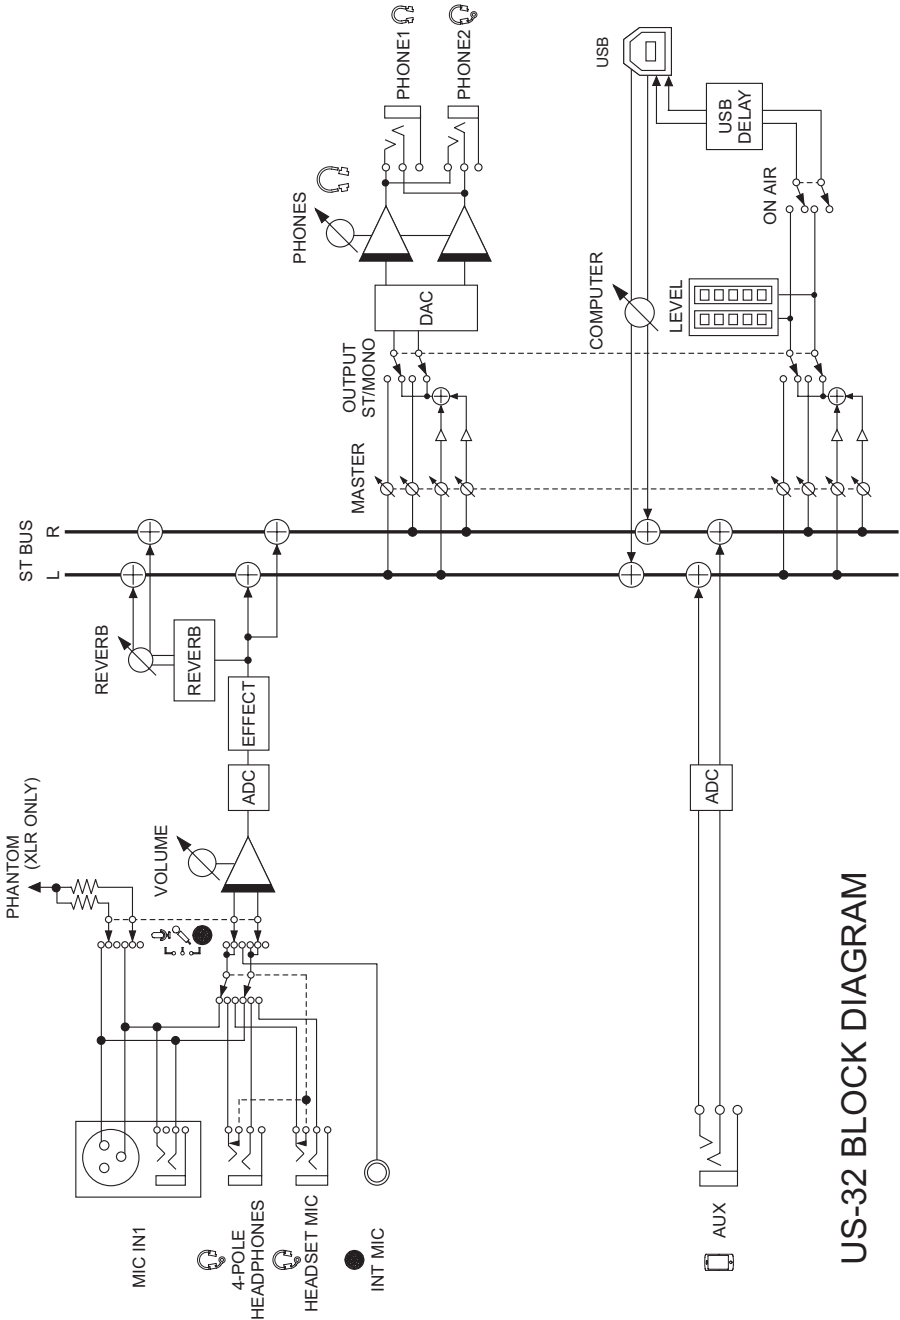 US-32 BLOCK DIAGRAM
MIC IN1
4-POLE
HEADPHONES
HEADSET MIC
INT MIC
AUX
PHANTOM
(XLR ONLY)
VOLUME
ADC
EFFECT
REVERB
REVERB
ADC
ST BUS
L
R
MASTER
OUTPUT
ST/MONO
DAC
PHONES
PHONE1
PHONE2
COMPUTER
LEVEL
ON AIR
USB
DELAY
USB